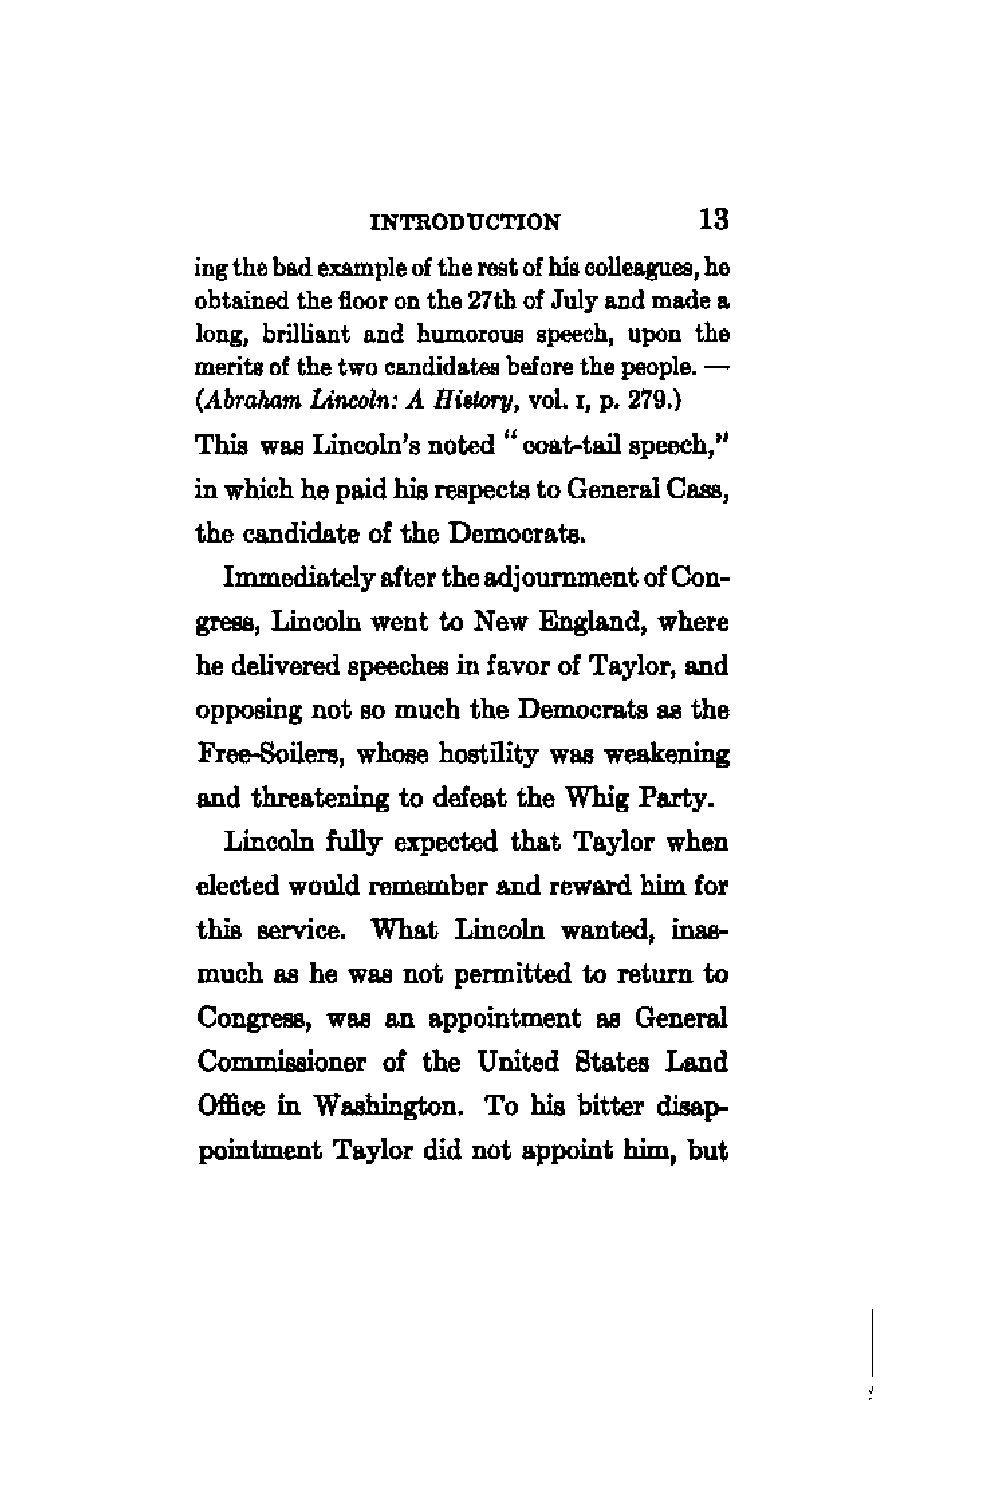 INTRODUCTION 13
ing the bad example of the rest of his colleagues, he
obtained the floor on the 27th of July and made a
long, brilliant and humorous speech, upon the
merits of the two candidates before the people. —
(Abraham Lincoln: A History, vol. I, p. 279.)
This was Lincoln's noted "coat-tail speech,"
in which he paid his respects to General Cass,
the candidate of the Democrats.
Immediately after the adjournment of Con-
gress, Lincoln went to New England, where
he delivered speeches in favor of Taylor, and
opposing not so much the Democrats as the
Free-Soilers, whose hostility was weakening
and threatening to defeat the Whig Party.
Lincoln fully expected that Taylor when
elected would remember and reward him for
this service. What Lincoln wanted, inas-
much as he was not permitted to return to
Congress, was an appointment as General
Commissioner of the United States Land
Office in Washington. To his bitter disap-
pointment Taylor did not appoint him, but